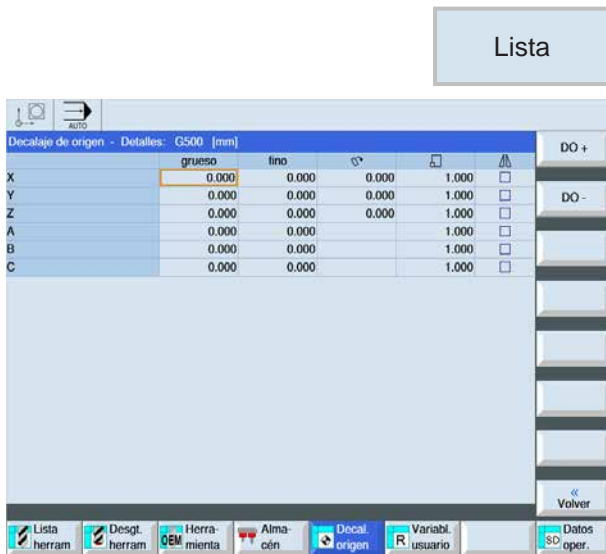 Lista
AUTO
Decalaje de origen - Detalles: G500 [mm]
grueso fino
X 0.000 0.000 0.000 1.000
Y 0.000 0.000 0.000 1.000
Z 0.000 0.000 0.000 1.000
A 0.000 0.000 1.000
B 0.000 0.000 1.000
C 0.000 0.000 1.000
DO +
DO -
«
Volver
Lista herram
Desgt. herram
OEM Herra- mienta
Alma- cén
Decal. origen
R Variabl. usuario
SD Datos oper.